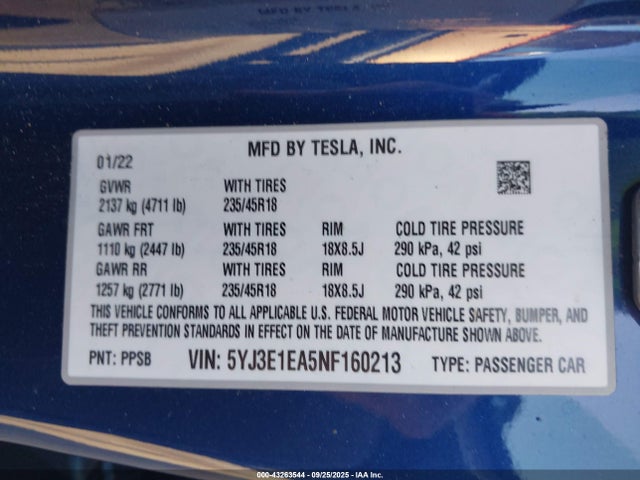 MFD BY TESLA, INC.
01/22
GVWR WITH TIRES
2137 kg (4711 lb) 235/45R18
GAWR FRT WITH TIRES RIM COLD TIRE PRESSURE
1110 kg (2447 lb) 235/45R18 18X8.5J 290 kPa, 42 psi
GAWR RR WITH TIRES RIM COLD TIRE PRESSURE
1257 kg (2771 lb) 235/45R18 18X8.5J 290 kPa, 42 psi
THIS VEHICLE CONFORMS TO ALL APPLICABLE U.S. FEDERAL MOTOR VEHICLE SAFETY, BUMPER, AND
THEFT PREVENTION STANDARDS IN EFFECT ON THE DATE OF MANUFACTURE SHOWN ABOVE.
PNT: PPSB VIN: 5YJ3E1EA5NF160213 TYPE: PASSENGER CAR
000-43263544 - 09/25/2025 - IAA Inc.